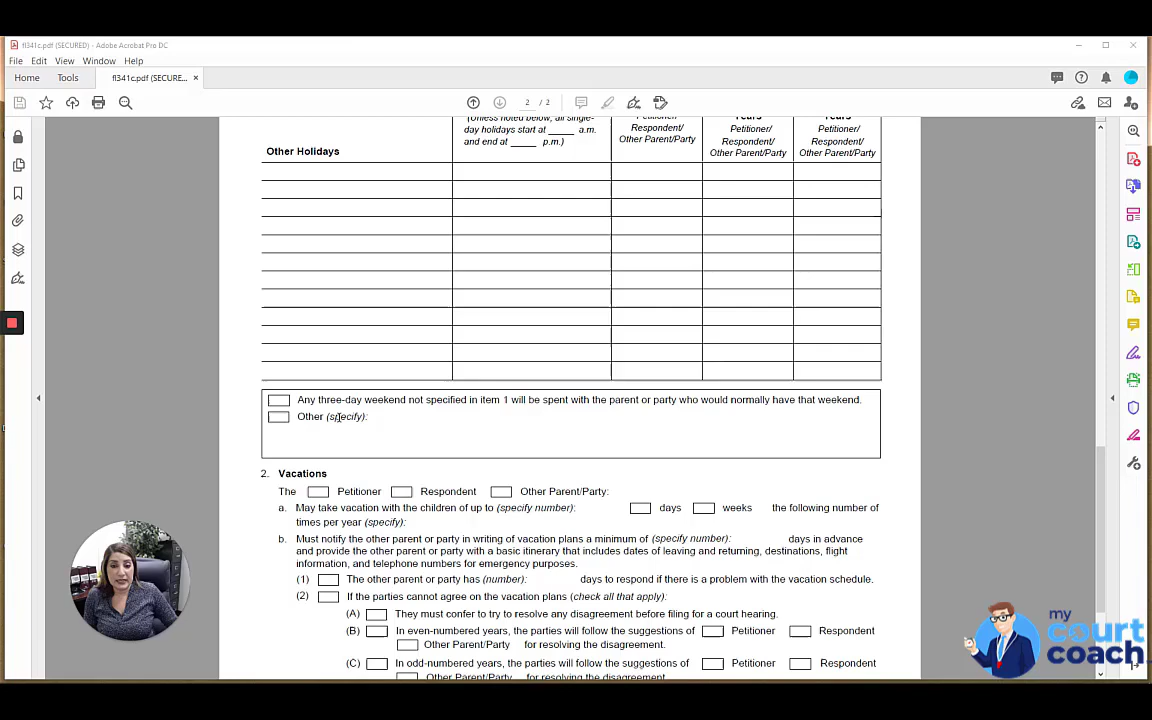 fl341c.pdf (SECURED) - Adobe Acrobat Pro DC
File Edit View Window Help
Home Tools fl341c.pdf (SECURE... ×
2 / 2
(Unless noted below, all single-
day holidays start at _____ a.m.
and end at _____ p.m.)
Petitioner/
Respondent/
Other Parent/Party
Years
Petitioner/
Respondent/
Other Parent/Party
Years
Petitioner/
Respondent/
Other Parent/Party
Other Holidays
Any three-day weekend not specified in item 1 will be spent with the parent or party who would normally have that weekend.
Other (specify):
2. Vacations
The Petitioner Respondent Other Parent/Party:
a. May take vacation with the children of up to (specify number): days weeks the following number of
times per year (specify):
b. Must notify the other parent or party in writing of vacation plans a minimum of (specify number): days in advance
and provide the other parent or party with a basic itinerary that includes dates of leaving and returning, destinations, flight
information, and telephone numbers for emergency purposes.
(1) The other parent or party has (number): days to respond if there is a problem with the vacation schedule.
(2) If the parties cannot agree on the vacation plans (check all that apply):
(A) They must confer to try to resolve any disagreement before filing for a court hearing.
(B) In even-numbered years, the parties will follow the suggestions of Petitioner Respondent
Other Parent/Party for resolving the disagreement.
(C) In odd-numbered years, the parties will follow the suggestions of Petitioner Respondent
Other Parent/Party for resolving the disagreement.
my
court
coach